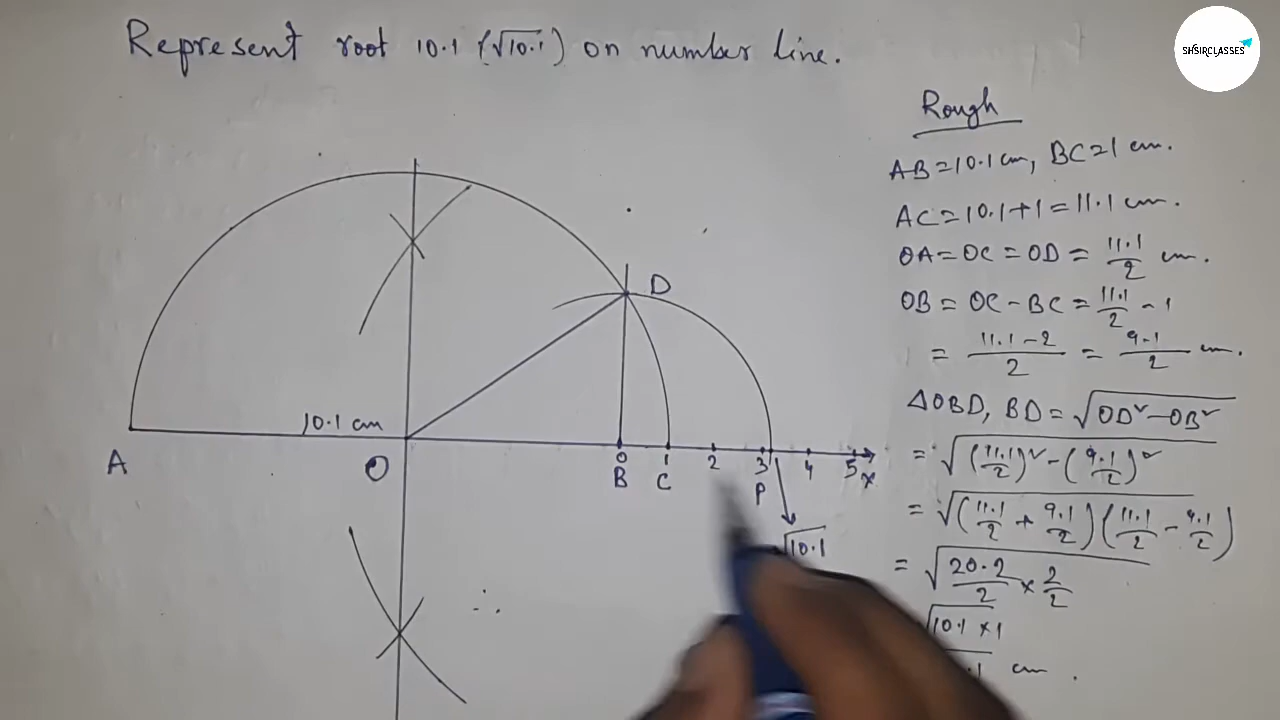 Represent root 10.1 (√10.1) on number line.
SHSIRCLASSES
Rough
AB=10.1 cm, BC=1 cm.
AC=10.1+1=11.1 cm.
OA=OC=OD=11.1/2 cm.
OB=OC-BC=11.1/2-1
=(11.1-2)/2=9.1/2 cm.
ΔOBD, BD=√(OD²-OB²)
=√((11.1/2)²-(9.1/2)²)
=√((11.1/2+9.1/2)(11.1/2-9.1/2))
=√(20.2/2×2/2)
√(10.1×1)
cm.
D
10.1 cm
A
O
0 1 2 3 4 5 X
B C P
√10.1